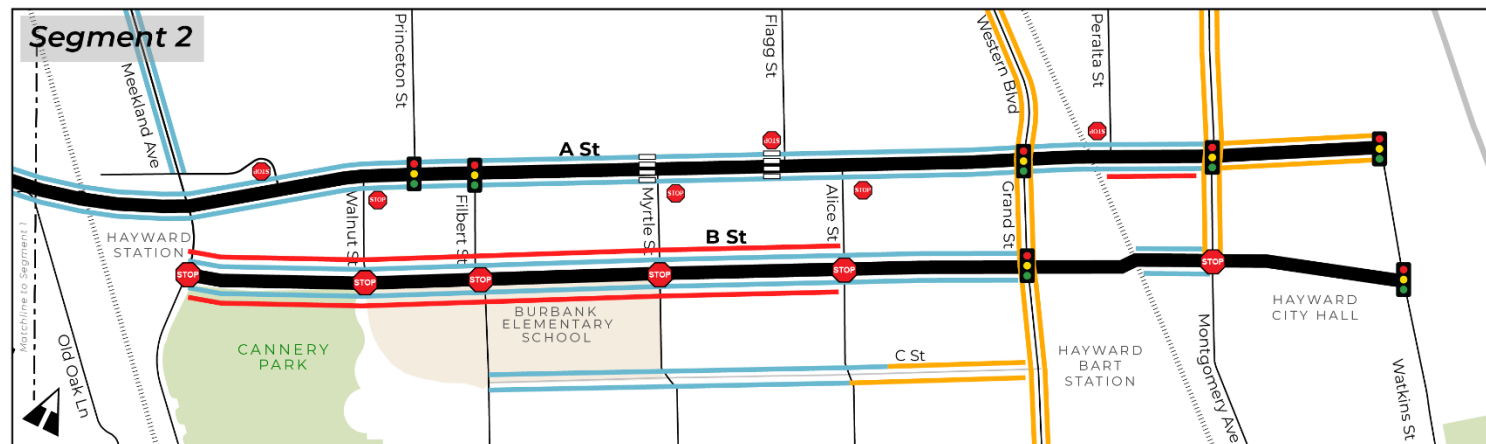 Segment 2
Matchline to Segment 1
Meekland Ave
Princeton St
Flagg St
Western Blvd
Peralta St
STOP
STOP
STOP
A St
STOP
STOP
STOP
Walnut St
Filbert St
Myrtle St
Alice St
Grand St
B St
HAYWARD
STATION
STOP
STOP
STOP
STOP
STOP
STOP
HAYWARD
CITY HALL
BURBANK
ELEMENTARY
SCHOOL
CANNERY
PARK
C St
HAYWARD
BART
STATION
Old Oak Ln
Montgomery Ave
Watkins St